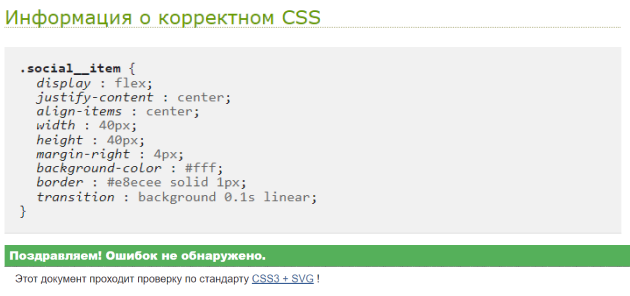 Информация о корректном CSS
.social__item {
display : flex;
justify-content : center;
align-items : center;
width : 40px;
height : 40px;
margin-right : 4px;
background-color : #fff;
border : #e8ecee solid 1px;
transition : background 0.1s linear;
}
Поздравляем! Ошибок не обнаружено.
Этот документ проходит проверку по стандарту CSS3 + SVG !